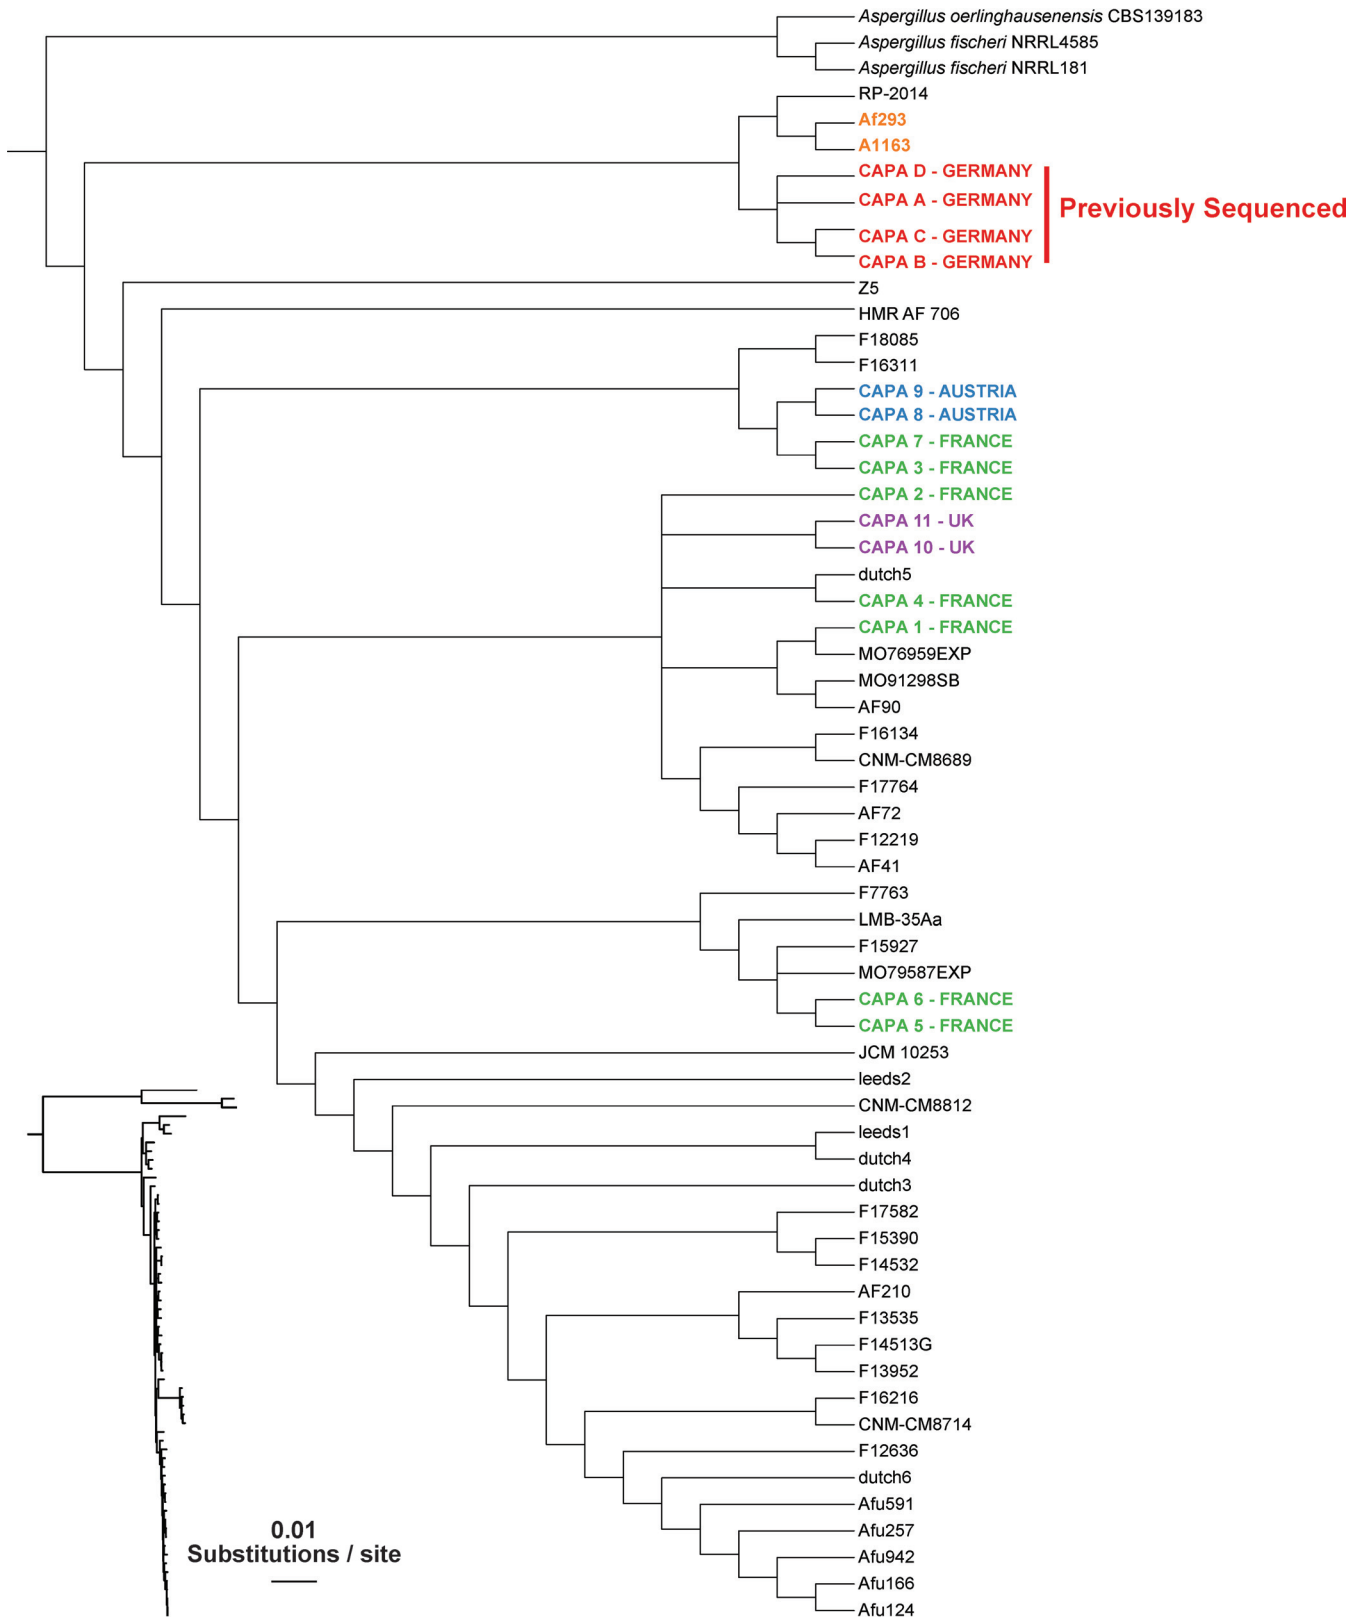 Aspergillus oerlinghausenensis CBS139183
Aspergillus fischeri NRRL4585
Aspergillus fischeri NRRL181
RP-2014
Af293
A1163
CAPA D - GERMANY
CAPA A - GERMANY
Previously Sequenced
CAPA C - GERMANY
CAPA B - GERMANY
Z5
HMR AF 706
F18085
F16311
CAPA 9 - AUSTRIA
CAPA 8 - AUSTRIA
CAPA 7 - FRANCE
CAPA 3 - FRANCE
CAPA 2 - FRANCE
CAPA 11 - UK
CAPA 10 - UK
dutch5
CAPA 4 - FRANCE
CAPA 1 - FRANCE
MO76959EXP
MO91298SB
AF90
F16134
CNM-CM8689
F17764
AF72
F12219
AF41
F7763
LMB-35Aa
F15927
MO79587EXP
CAPA 6 - FRANCE
CAPA 5 - FRANCE
JCM 10253
leeds2
CNM-CM8812
leeds1
dutch4
dutch3
F17582
F15390
F14532
AF210
F13535
F14513G
F13952
F16216
CNM-CM8714
F12636
dutch6
Afu591
Afu257
Afu942
Afu166
Afu124
0.01
Substitutions / site